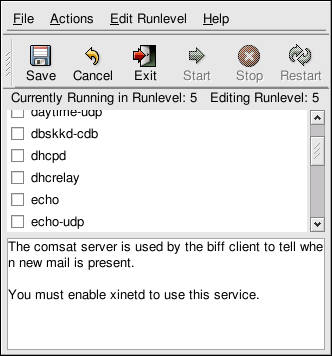 File Actions Edit Runlevel Help
Save Cancel Exit Start Stop Restart
Currently Running in Runlevel: 5 Editing Runlevel: 5
daytime-udp
dbskkd-cdb
dhcpd
dhcrelay
echo
echo-udp
The comsat server is used by the biff client to tell whe
n new mail is present.
You must enable xinetd to use this service.